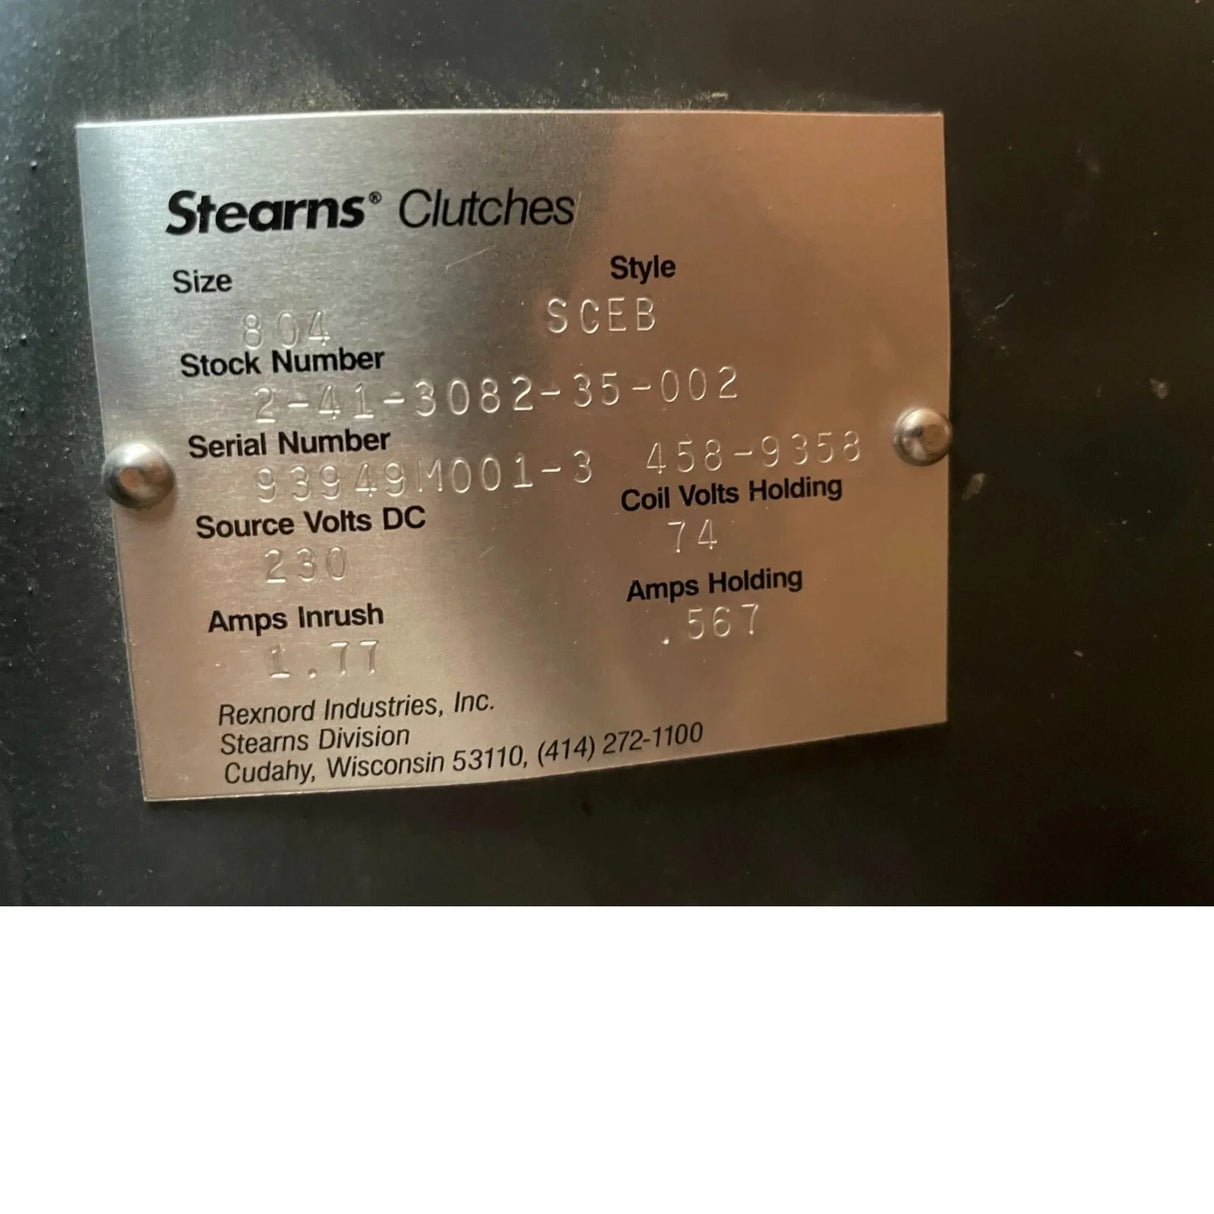 Stearns® Clutches
Size Style
804 SCEB
Stock Number
2-41-3082-35-002
Serial Number
93949M001-3 458-9358
Source Volts DC Coil Volts Holding
230 74
Amps Inrush Amps Holding
1.77 .567
Rexnord Industries, Inc.
Stearns Division
Cudahy, Wisconsin 53110, (414) 272-1100